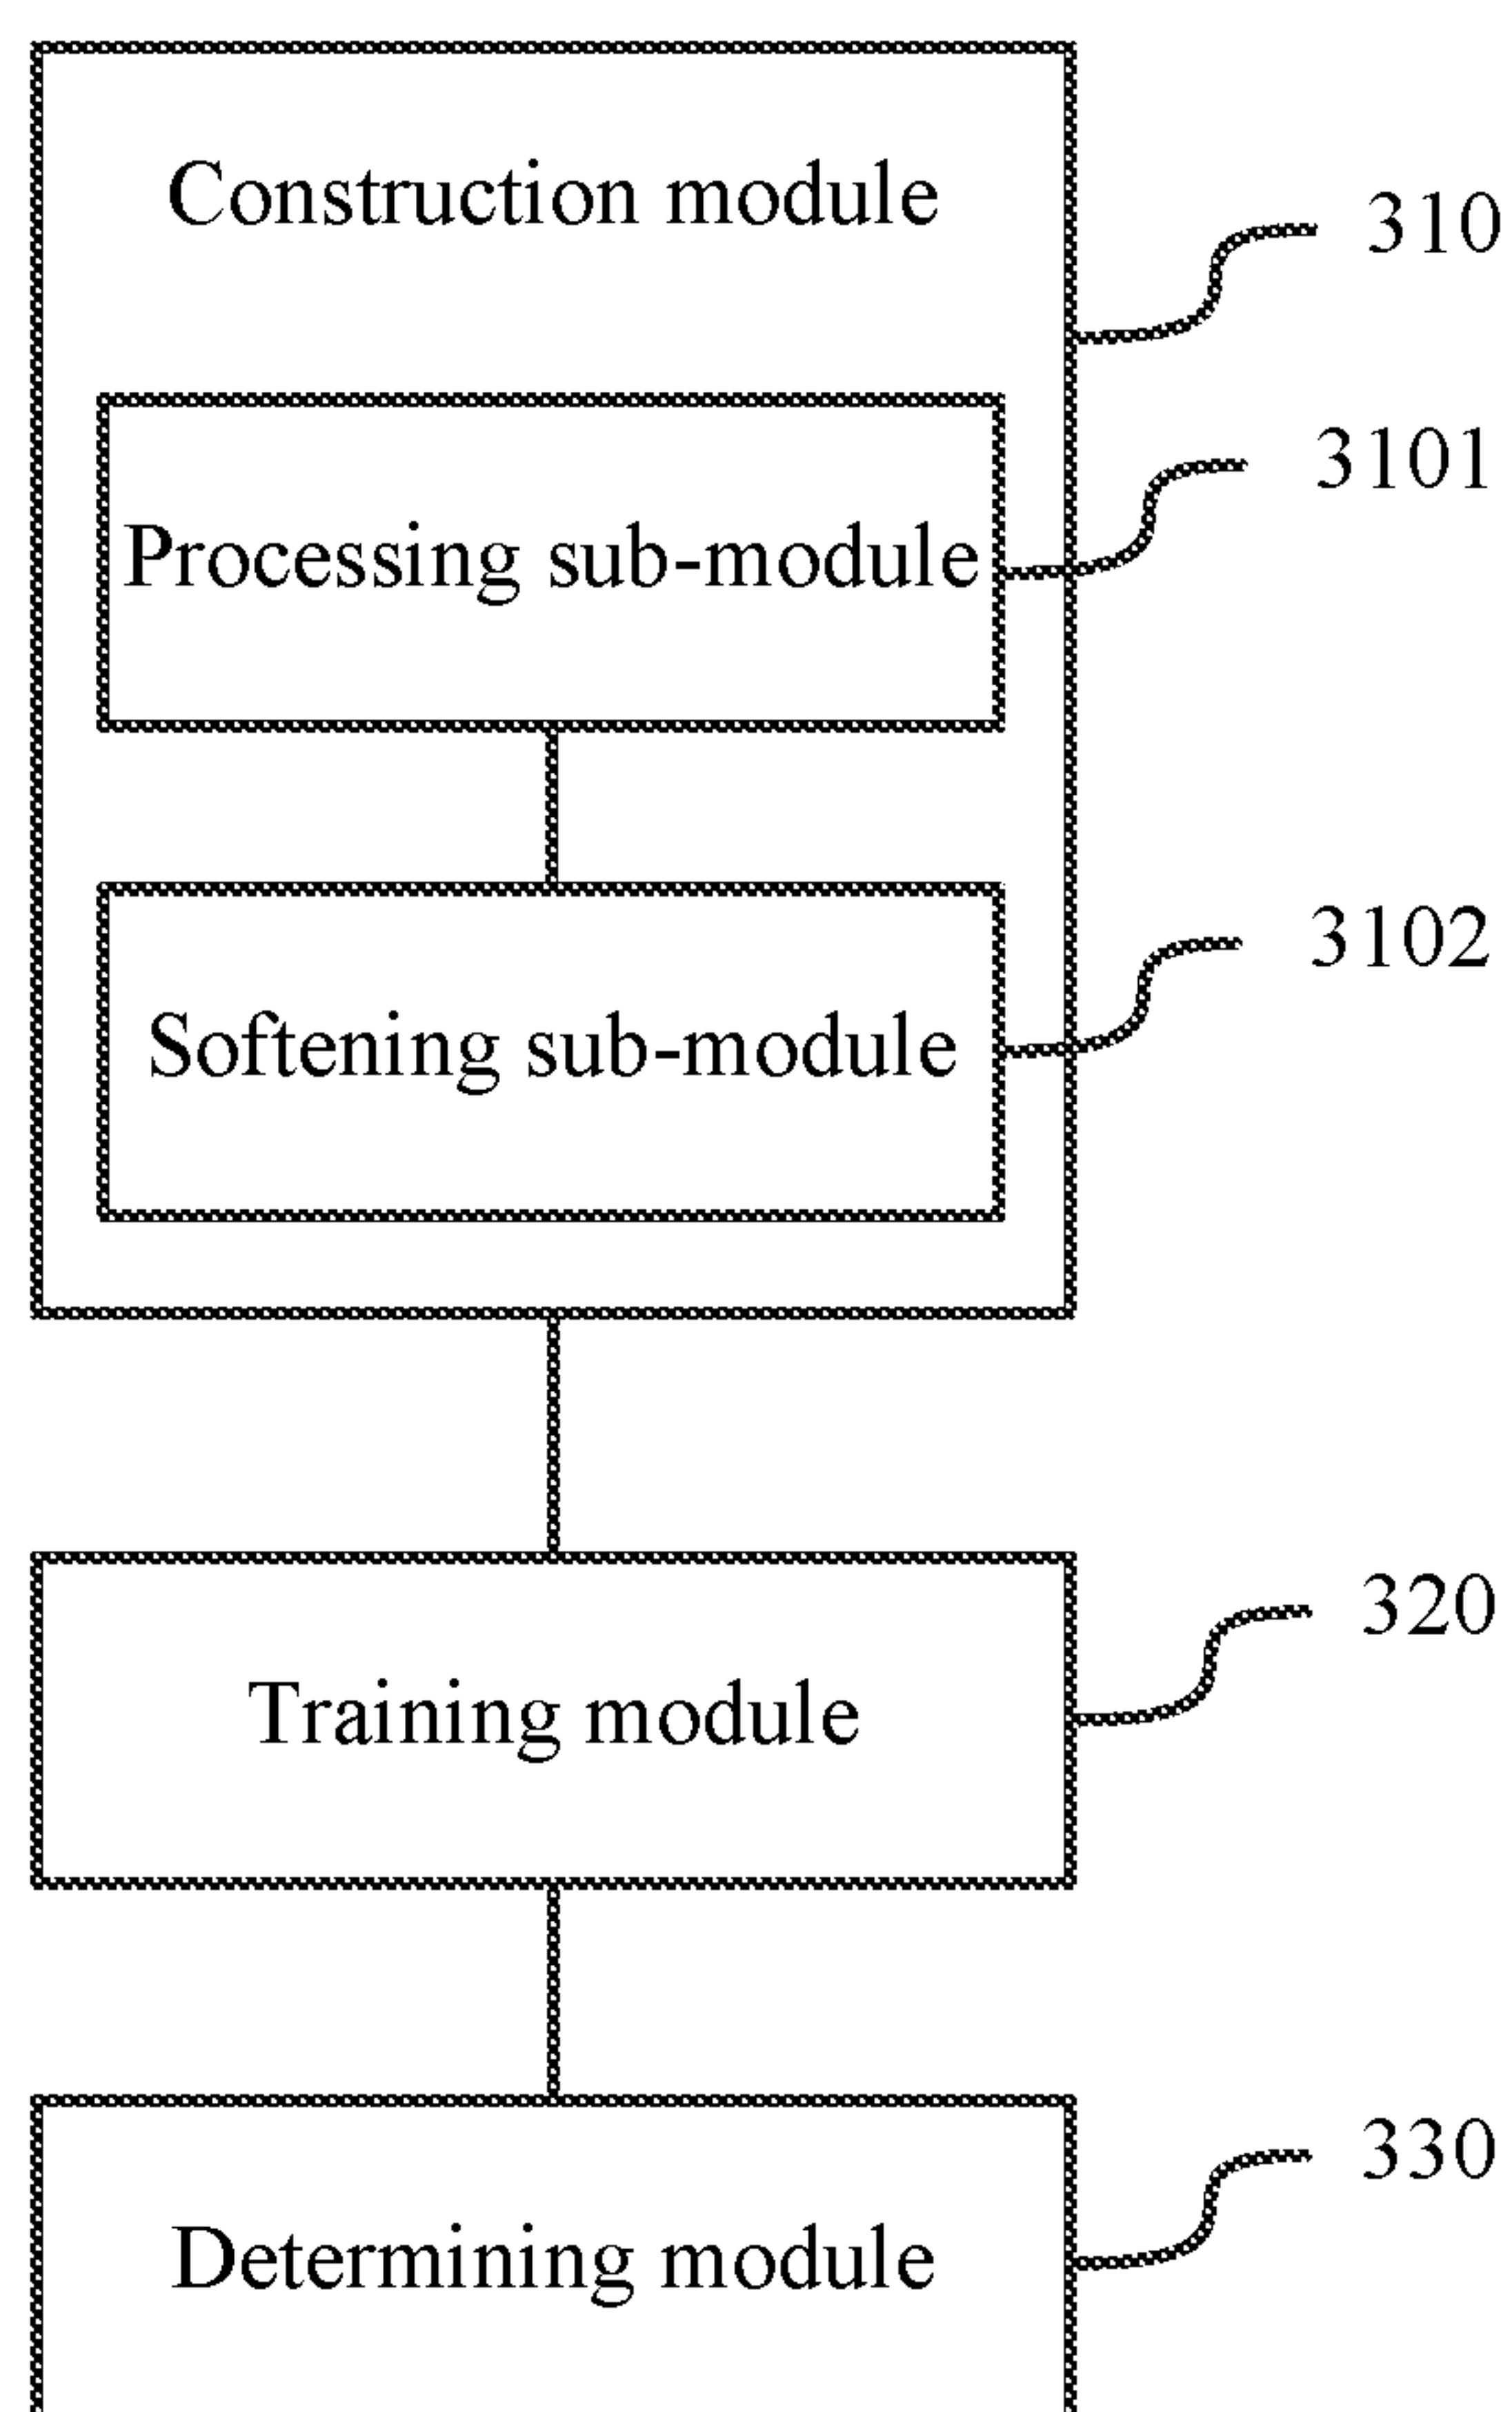 Construction module
310
3101
Processing sub-module
3102
Softening sub-module
320
Training module
330
Determining module